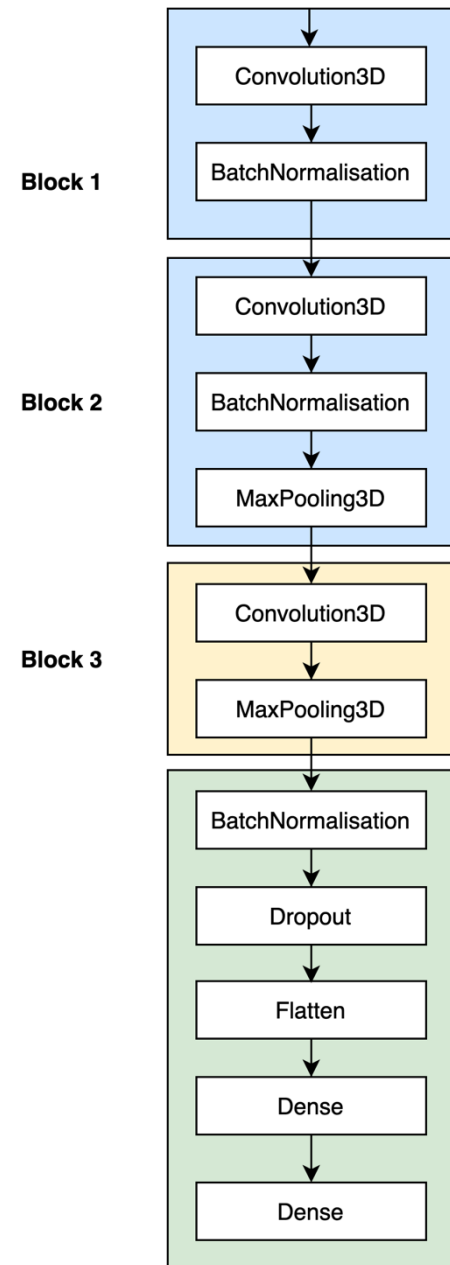 Convolution3D
Block 1
BatchNormalisation
Convolution3D
Block 2
BatchNormalisation
MaxPooling3D
Convolution3D
Block 3
MaxPooling3D
BatchNormalisation
Dropout
Flatten
Dense
Dense